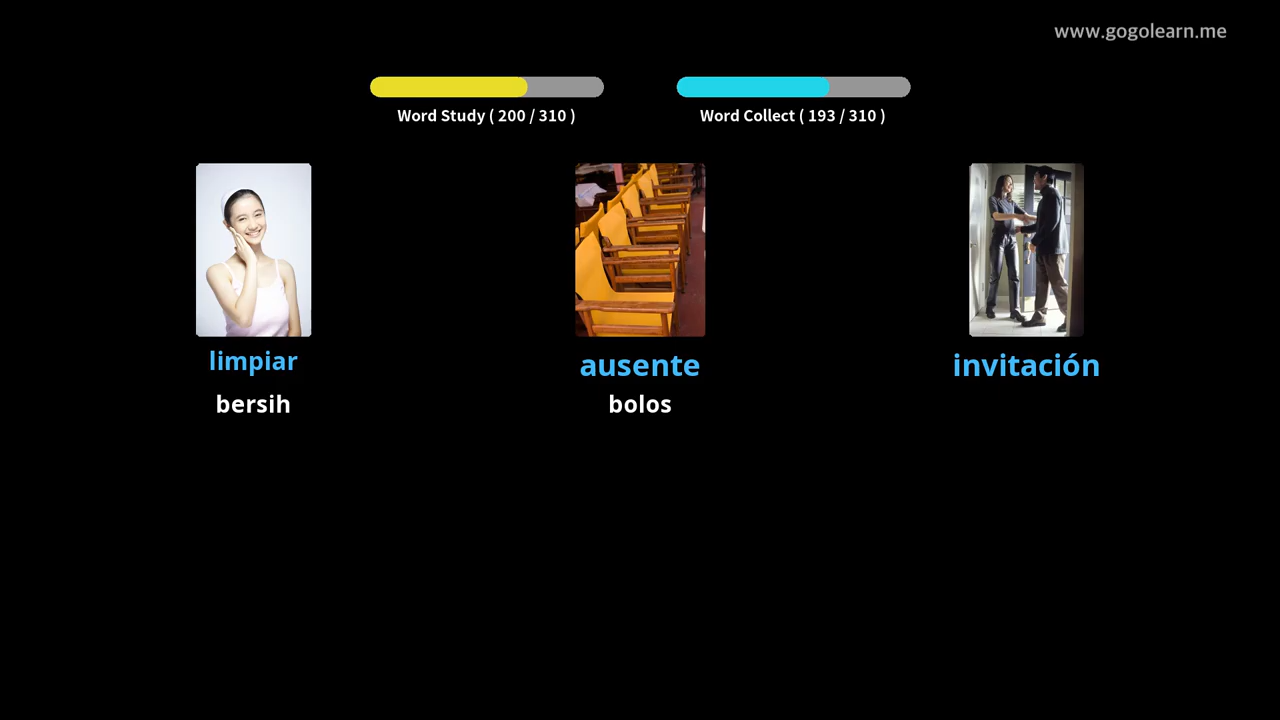 www.gogolearn.me
Word Study ( 200 / 310 )
Word Collect ( 193 / 310 )
limpiar
ausente
invitación
bersih
bolos